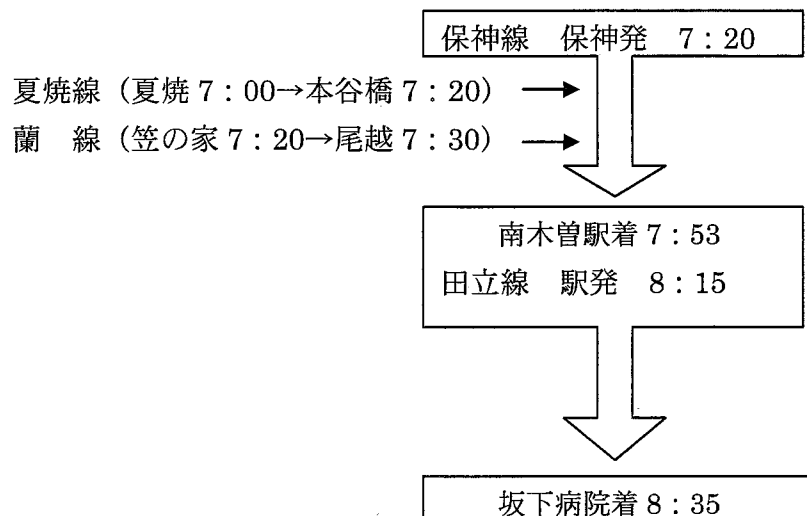 保神線　保神発　7：20
夏焼線（夏焼 7：00→本谷橋 7：20）
蘭　線（笠の家 7：20→尾越 7：30）
南木曽駅着 7：53
田立線　駅発　8：15
坂下病院着 8：35